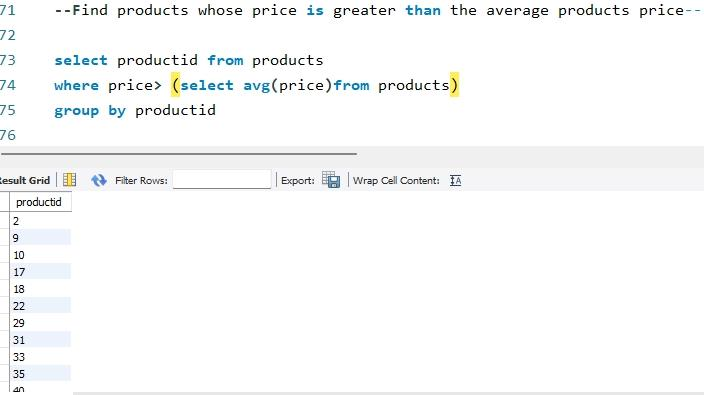 71 --Find products whose price is greater than the average products price--
72
73 select productid from products
74 where price> (select avg(price)from products)
75 group by productid
76
esult Grid Filter Rows: Export: Wrap Cell Content: IA
productid
2
9
10
17
18
22
29
31
33
35
40